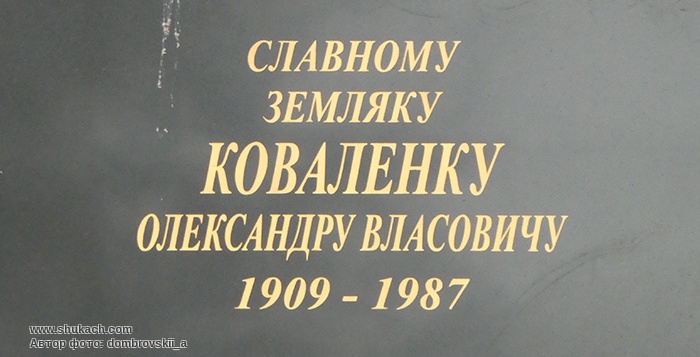 СЛАВНОМУ
ЗЕМЛЯКУ
КОВАЛЕНКУ
ОЛЕКСАНДРУ ВЛАСОВИЧУ
1909 - 1987
www.shukach.com
Автор фото: dombrovskii_a